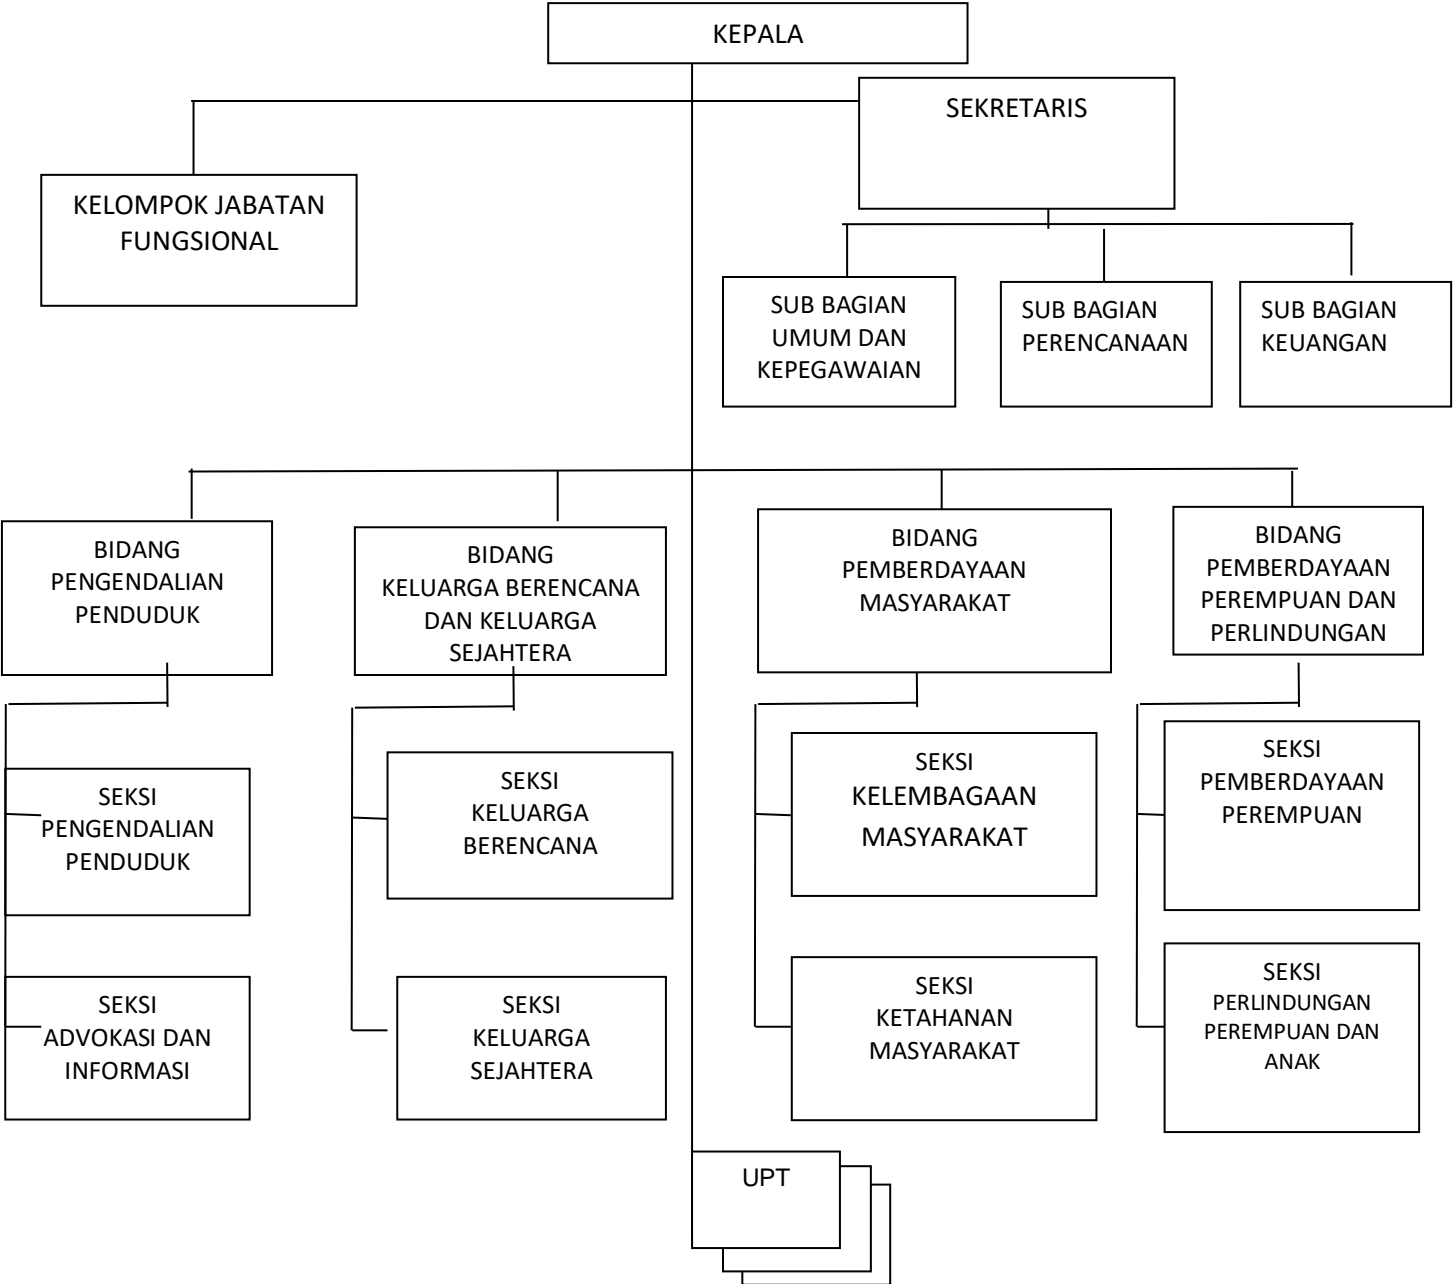 KEPALA
SEKRETARIS
KELOMPOK JABATAN
FUNGSIONAL
SUB BAGIAN
UMUM DAN
KEPEGAWAIAN
SUB BAGIAN
PERENCANAAN
SUB BAGIAN
KEUANGAN
BIDANG
PENGENDALIAN
PENDUDUK
BIDANG
KELUARGA BERENCANA
DAN KELUARGA
SEJAHTERA
BIDANG
PEMBERDAYAAN
MASYARAKAT
BIDANG
PEMBERDAYAAN
PEREMPUAN DAN
PERLINDUNGAN
SEKSI
PENGENDALIAN
PENDUDUK
SEKSI
KELUARGA
BERENCANA
SEKSI
KELEMBAGAAN
MASYARAKAT
SEKSI
PEMBERDAYAAN
PEREMPUAN
SEKSI
ADVOKASI DAN
INFORMASI
SEKSI
KELUARGA
SEJAHTERA
SEKSI
KETAHANAN
MASYARAKAT
SEKSI
PERLINDUNGAN
PEREMPUAN DAN
ANAK
UPT